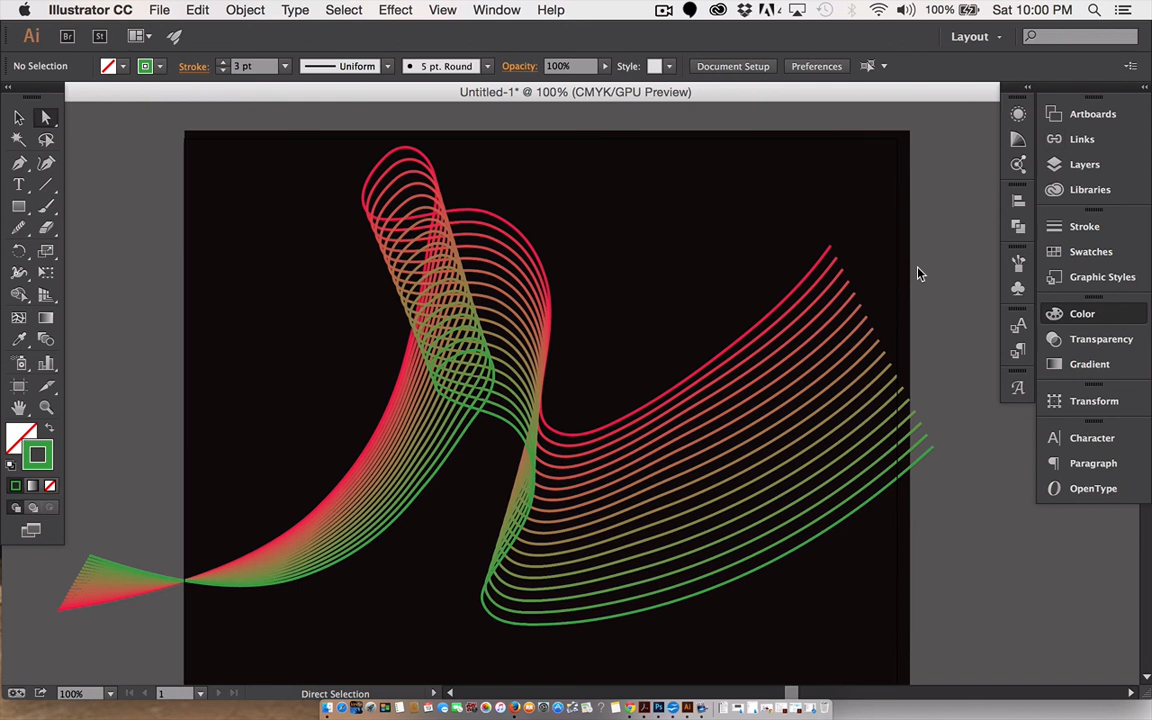 Illustrator CC File Edit Object Type Select Effect View Window Help 100% Sat 10:00 PM
Ai Br St Layout
No Selection Stroke: 3 pt Uniform 5 pt. Round Opacity: 100% Style: Document Setup Preferences
Untitled-1* @ 100% (CMYK/GPU Preview)
Artboards
Links
Layers
Libraries
Stroke
Swatches
Graphic Styles
Color
Transparency
Gradient
Transform
Character
Paragraph
OpenType
100% 1 Direct Selection